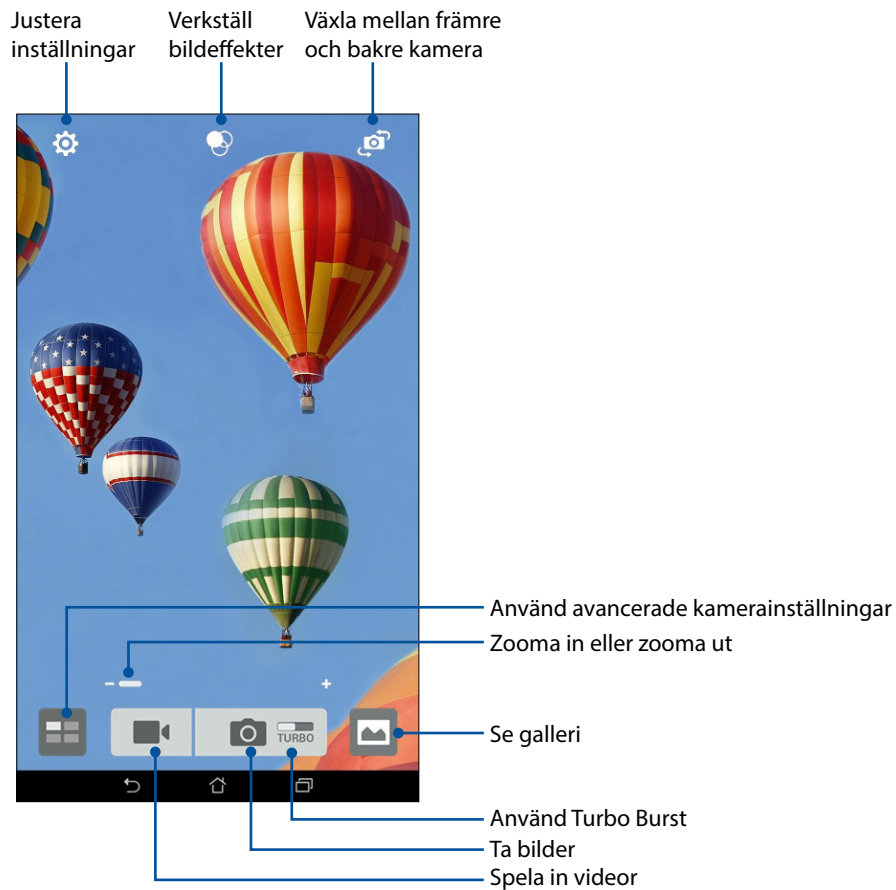 Justera
inställningar
Verkställ
bildeffekter
Växla mellan främre
och bakre kamera
Använd avancerade kamerainställningar
Zooma in eller zooma ut
TURBO
Se galleri
Använd Turbo Burst
Ta bilder
Spela in videor